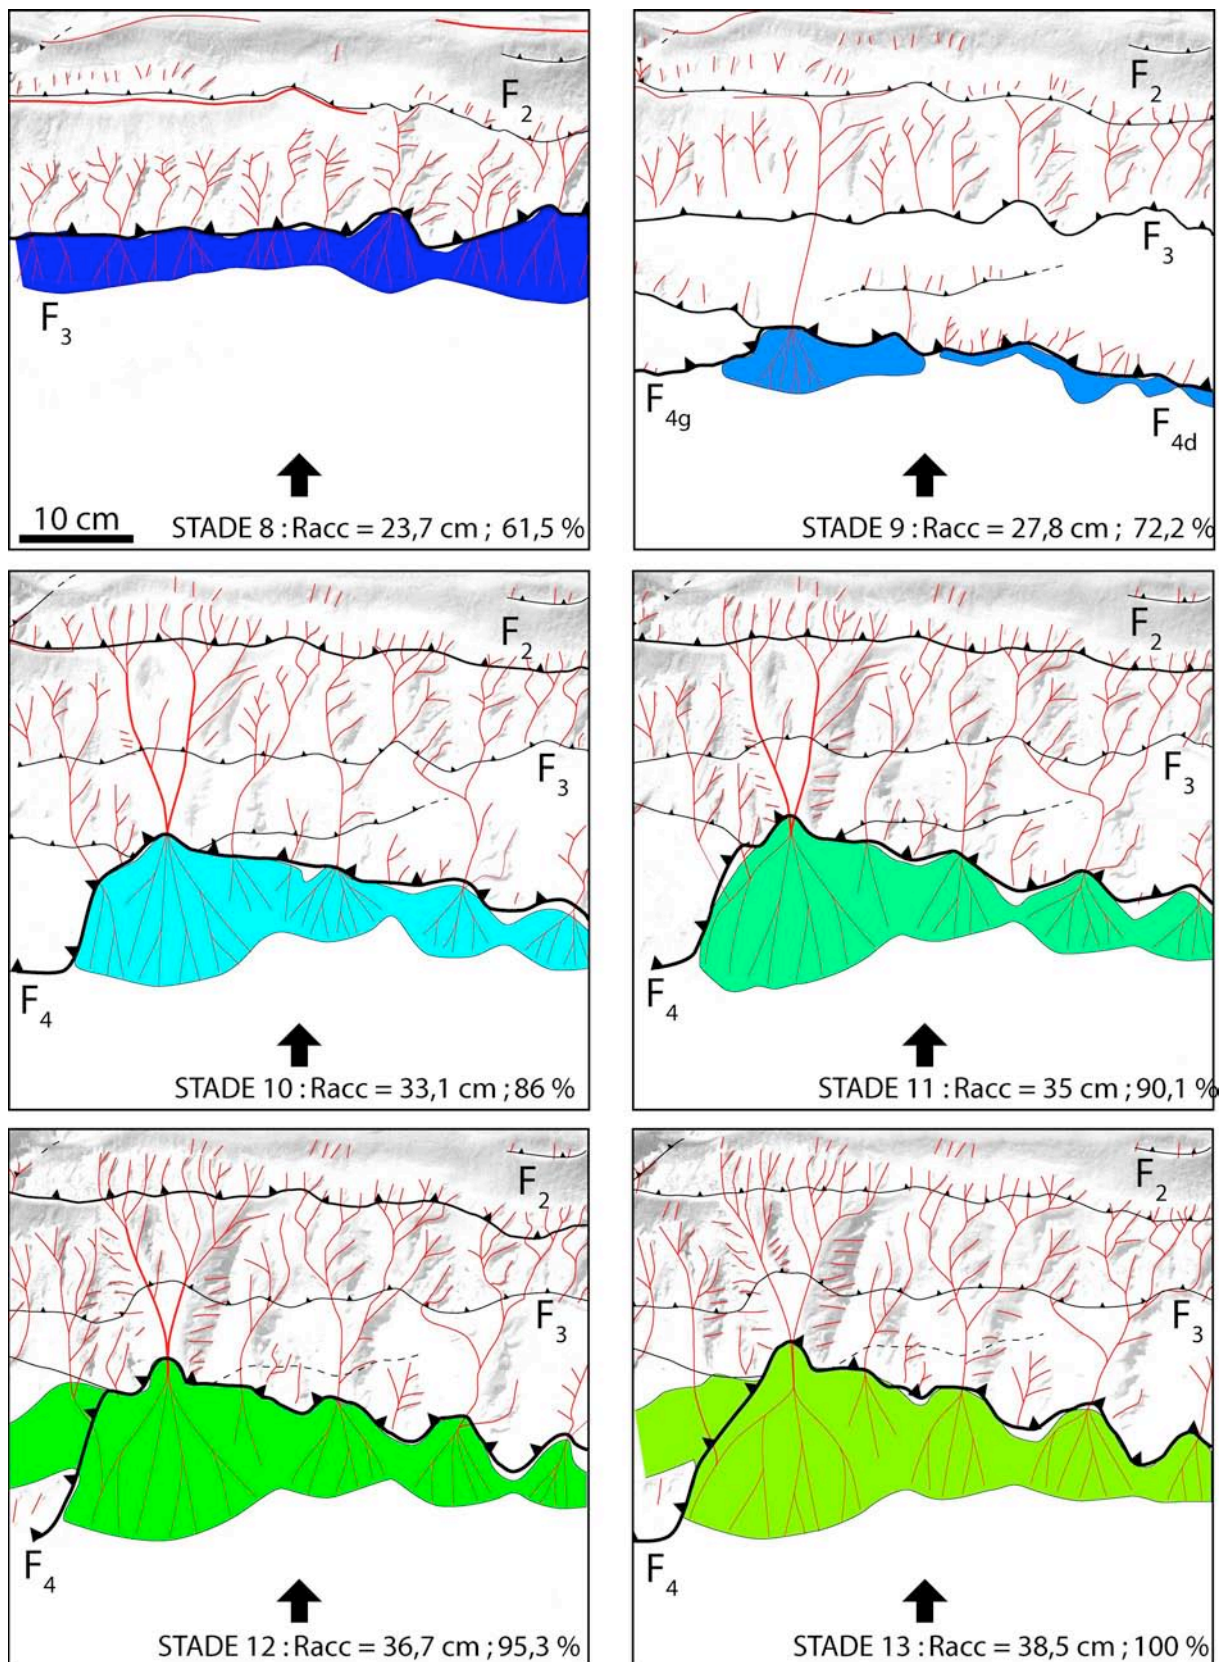 F2
F3
10 cm
STADE 8 : Racc = 23,7 cm ; 61,5 %
F2
F3
F4g
F4d
STADE 9 : Racc = 27,8 cm ; 72,2 %
F2
F3
F4
STADE 10 : Racc = 33,1 cm ; 86 %
F2
F3
F4
STADE 11 : Racc = 35 cm ; 90,1 %
F2
F3
F4
STADE 12 : Racc = 36,7 cm ; 95,3 %
F2
F3
F4
STADE 13 : Racc = 38,5 cm ; 100 %